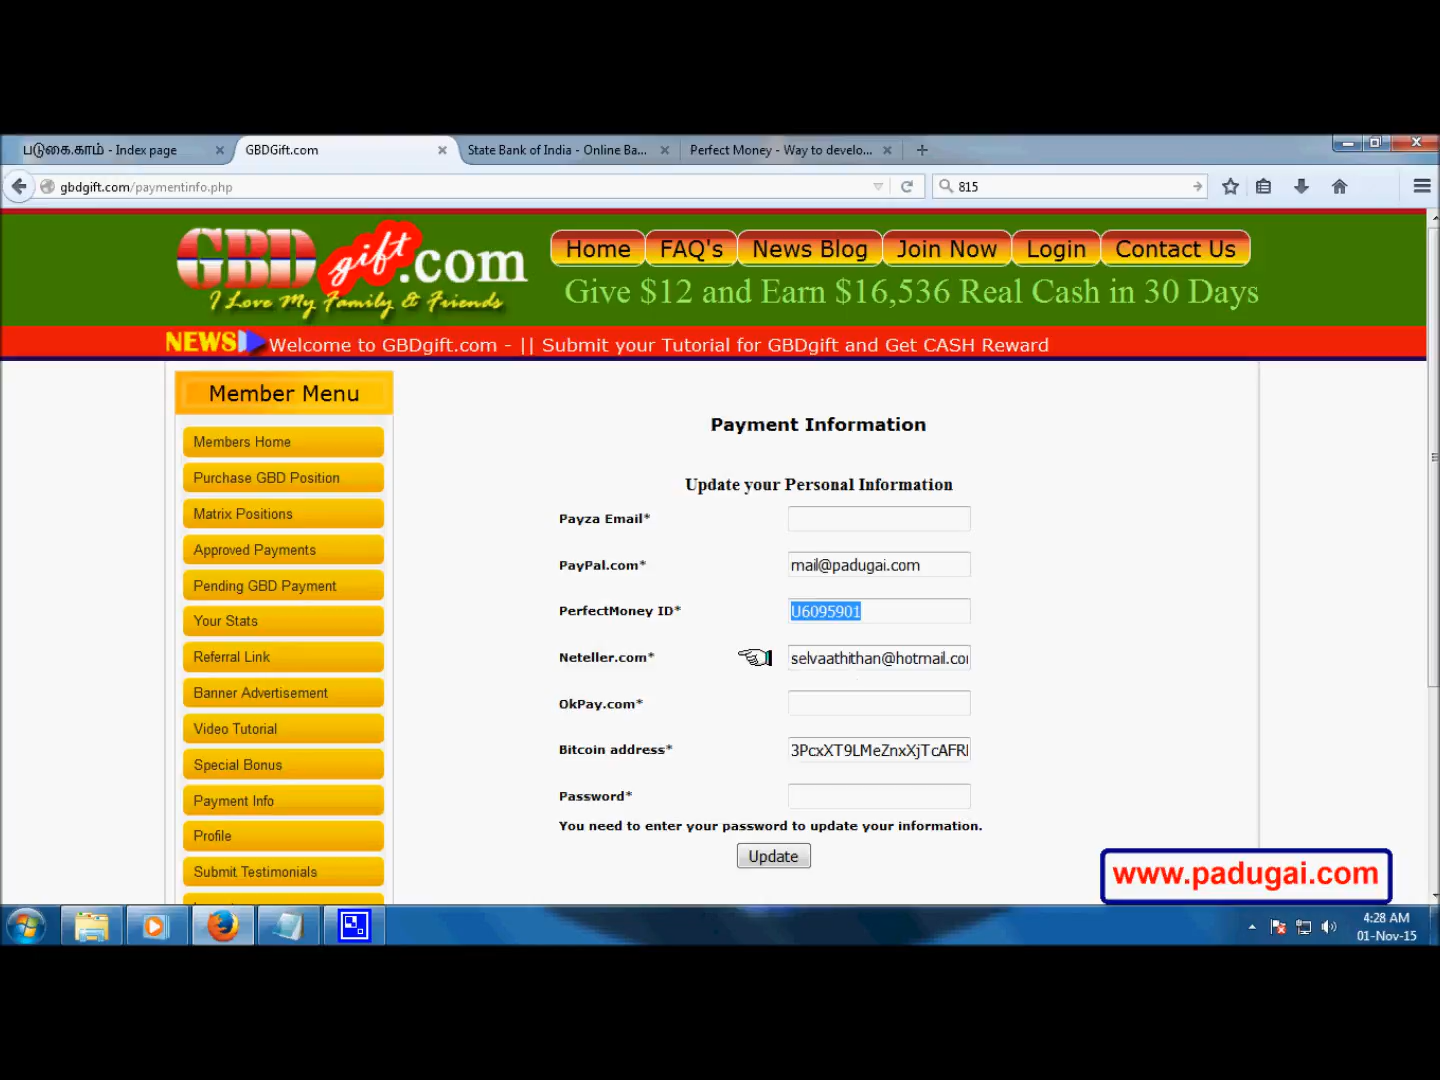 படுகை.காம் - Index page
GBDGift.com
State Bank of India - Online Ba...
Perfect Money - Way to develo...
gbdgift.com/paymentinfo.php
815
GBDgift.com
I Love My Family & Friends
Home
FAQ's
News Blog
Join Now
Login
Contact Us
Give $12 and Earn $16,536 Real Cash in 30 Days
NEWS
Welcome to GBDgift.com - || Submit your Tutorial for GBDgift and Get CASH Reward
Member Menu
Members Home
Purchase GBD Position
Matrix Positions
Approved Payments
Pending GBD Payment
Your Stats
Referral Link
Banner Advertisement
Video Tutorial
Special Bonus
Payment Info
Profile
Submit Testimonials
Payment Information
Update your Personal Information
Payza Email*
PayPal.com* mail@padugai.com
PerfectMoney ID* U6095901
Neteller.com* selvaathithan@hotmail.co
OkPay.com*
Bitcoin address* 3PcxXT9LMeZnxXjTcAFR
Password*
You need to enter your password to update your information.
Update
www.padugai.com
4:28 AM
01-Nov-15